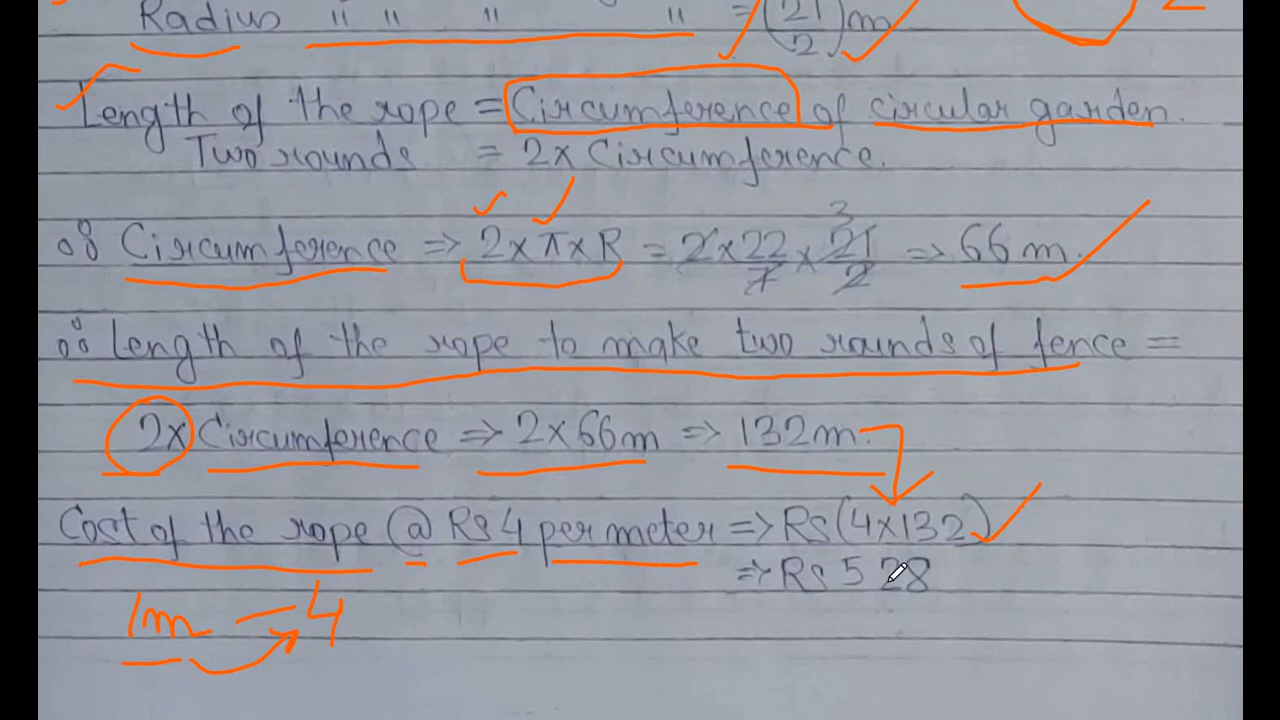 Radius " " " " = (21/2) m
Length of the rope = Circumference of circular garden.
Two rounds = 2x Circumference.
∴ Circumference => 2 x π x R = 2 x 22/7 x 21/2 3 => 66 m.
∴ Length of the rope to make two rounds of fence =
2x Circumference => 2 x 66m => 132m.
Cost of the rope @ Rs 4 per meter => Rs (4x132)
=> Rs 528
1m - 4